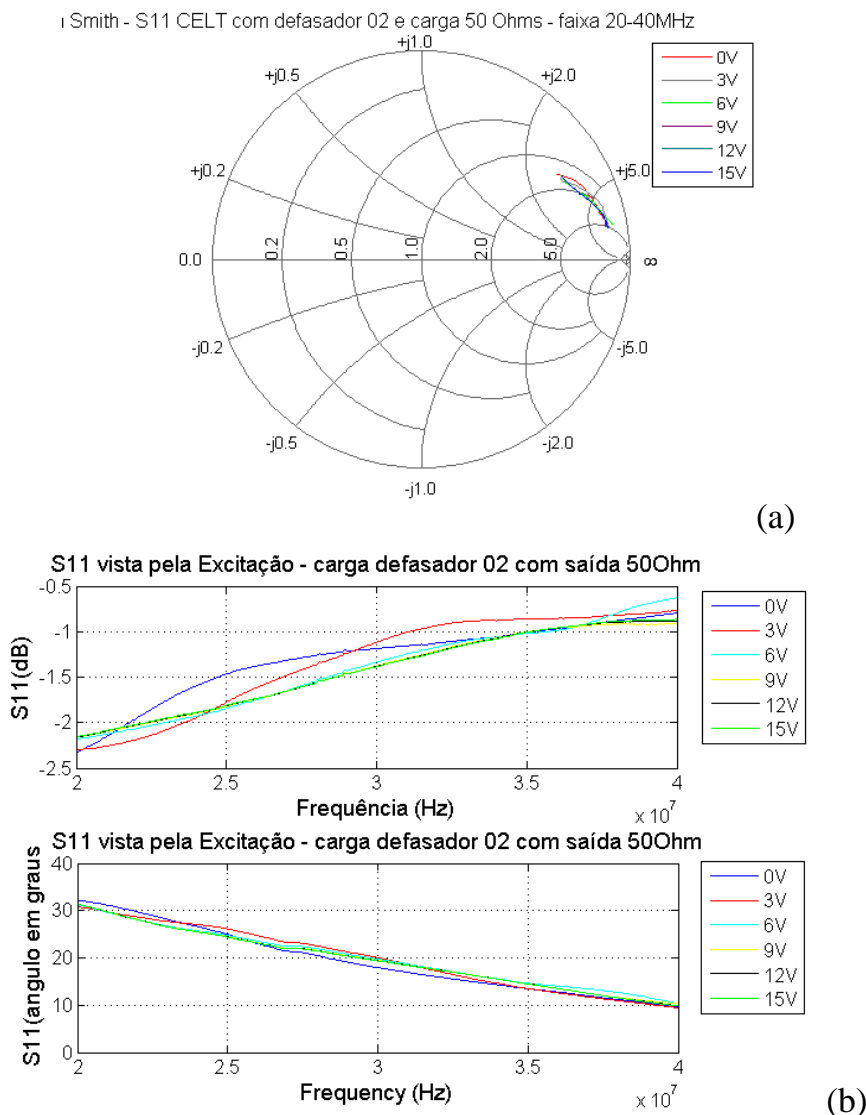 ı Smith - S11 CELT com defasador 02 e carga 50 Ohms - faixa 20-40MHz
+j1.0
+j0.5
+j2.0
+j0.2
+j5.0
0.0
0.2
0.5
1.0
2.0
5.0
∞
-j0.2
-j5.0
-j0.5
-j2.0
-j1.0
0V
3V
6V
9V
12V
15V
(a)
S11 vista pela Excitação - carga defasador 02 com saída 50Ohm
S11(dB)
-0.5
-1
-1.5
-2
-2.5
2
2.5
3
3.5
4
Frequência (Hz)
x 10⁷
0V
3V
6V
9V
12V
15V
S11 vista pela Excitação - carga defasador 02 com saída 50Ohm
S11(angulo em graus
40
30
20
10
0
2
2.5
3
3.5
4
Frequency (Hz)
x 10⁷
0V
3V
6V
9V
12V
15V
(b)